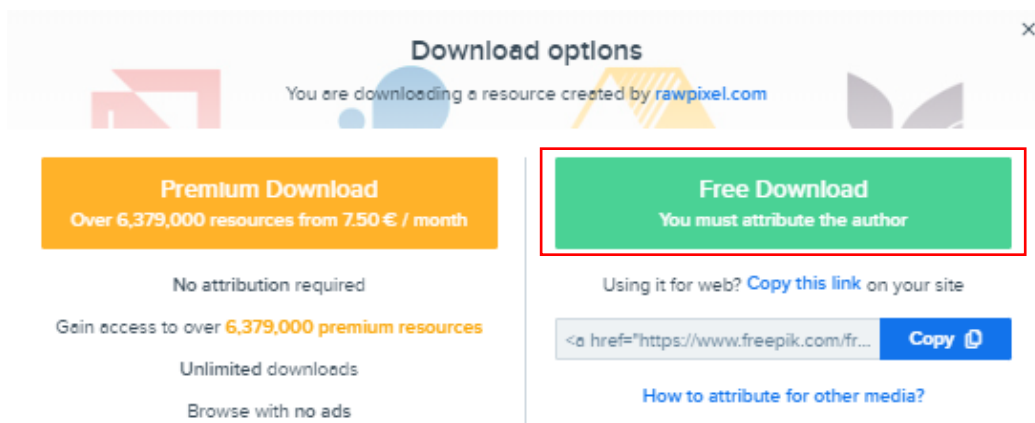 Download options
You are downloading a resource created by rawpixel.com
Premium Download
Over 6,379,000 resources from 7.50 € / month
No attribution required
Gain access to over 6,379,000 premium resources
Unlimited downloads
Browse with no ads
Free Download
You must attribute the author
Using it for web? Copy this link on your site
<a href="https://www.freepik.com/fr...
Copy
How to attribute for other media?